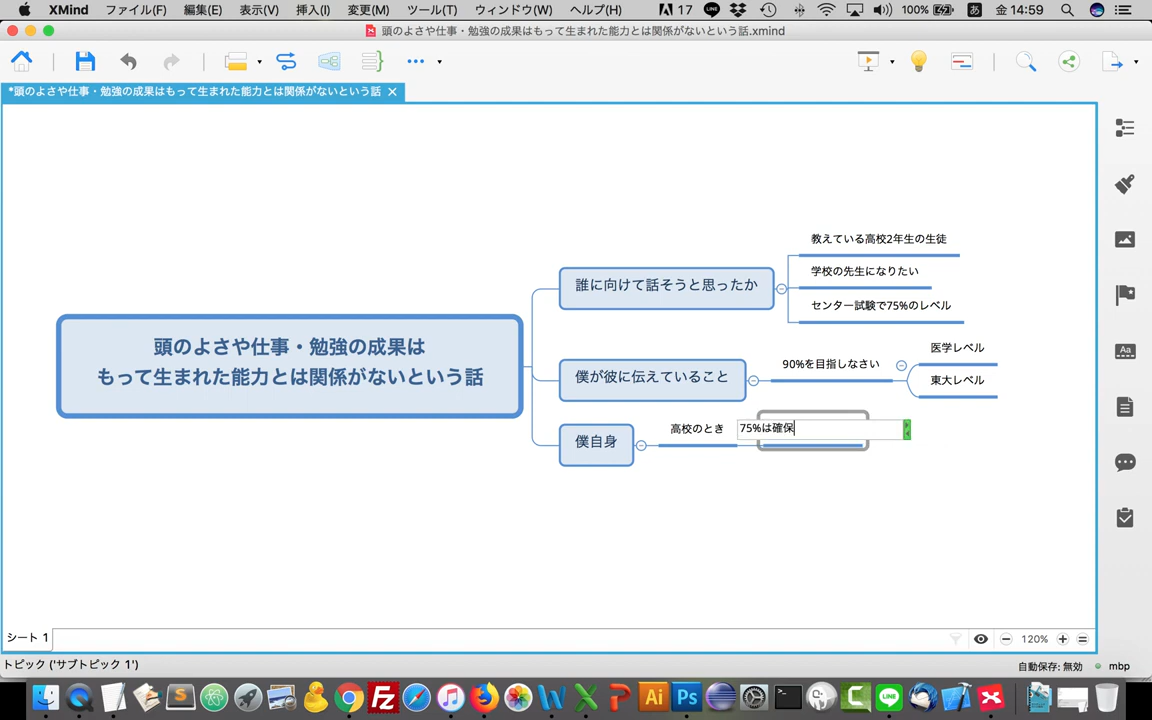 XMind ファイル(F) 編集(E) 表示(V) 挿入(I) 変更(M) ツール(T) ウィンドウ(W) ヘルプ(H) 17 LINE 100% あ 金 14:59
頭のよさや仕事・勉強の成果はもって生まれた能力とは関係がないという話.xmind
*頭のよさや仕事・勉強の成果はもって生まれた能力とは関係がないという話
頭のよさや仕事・勉強の成果は
もって生まれた能力とは関係がないという話
誰に向けて話そうと思ったか
教えている高校2年生の生徒
学校の先生になりたい
センター試験で75%のレベル
僕が彼に伝えていること
90%を目指しなさい
医学レベル
東大レベル
僕自身
高校のとき
75%は確保
Aa
シート 1
120%
トピック ('サブトピック 1')
自動保存: 無効
mbp
S Fz W X P Ai Ps C LINE